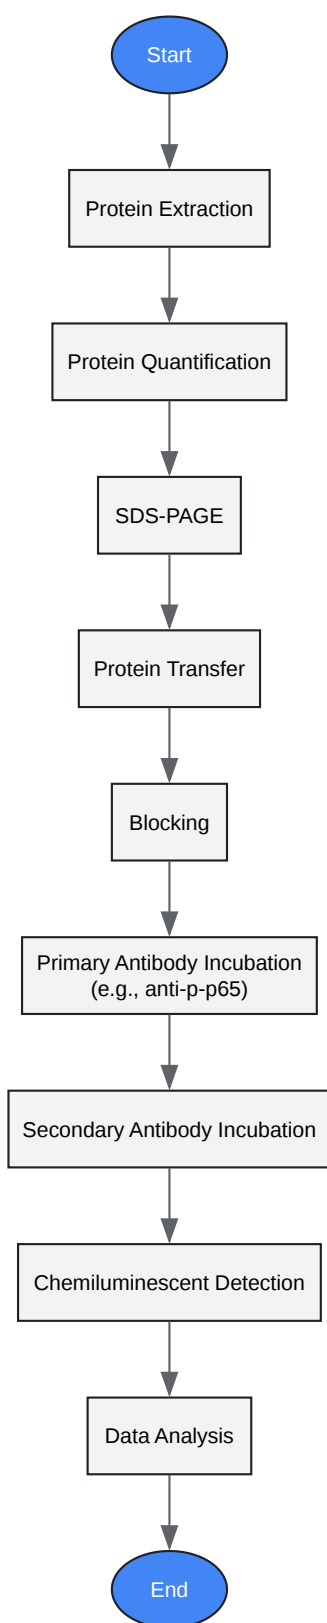 Start
Protein Extraction
Protein Quantification
SDS-PAGE
Protein Transfer
Blocking
Primary Antibody Incubation
(e.g., anti-p-p65)
Secondary Antibody Incubation
Chemiluminescent Detection
Data Analysis
End